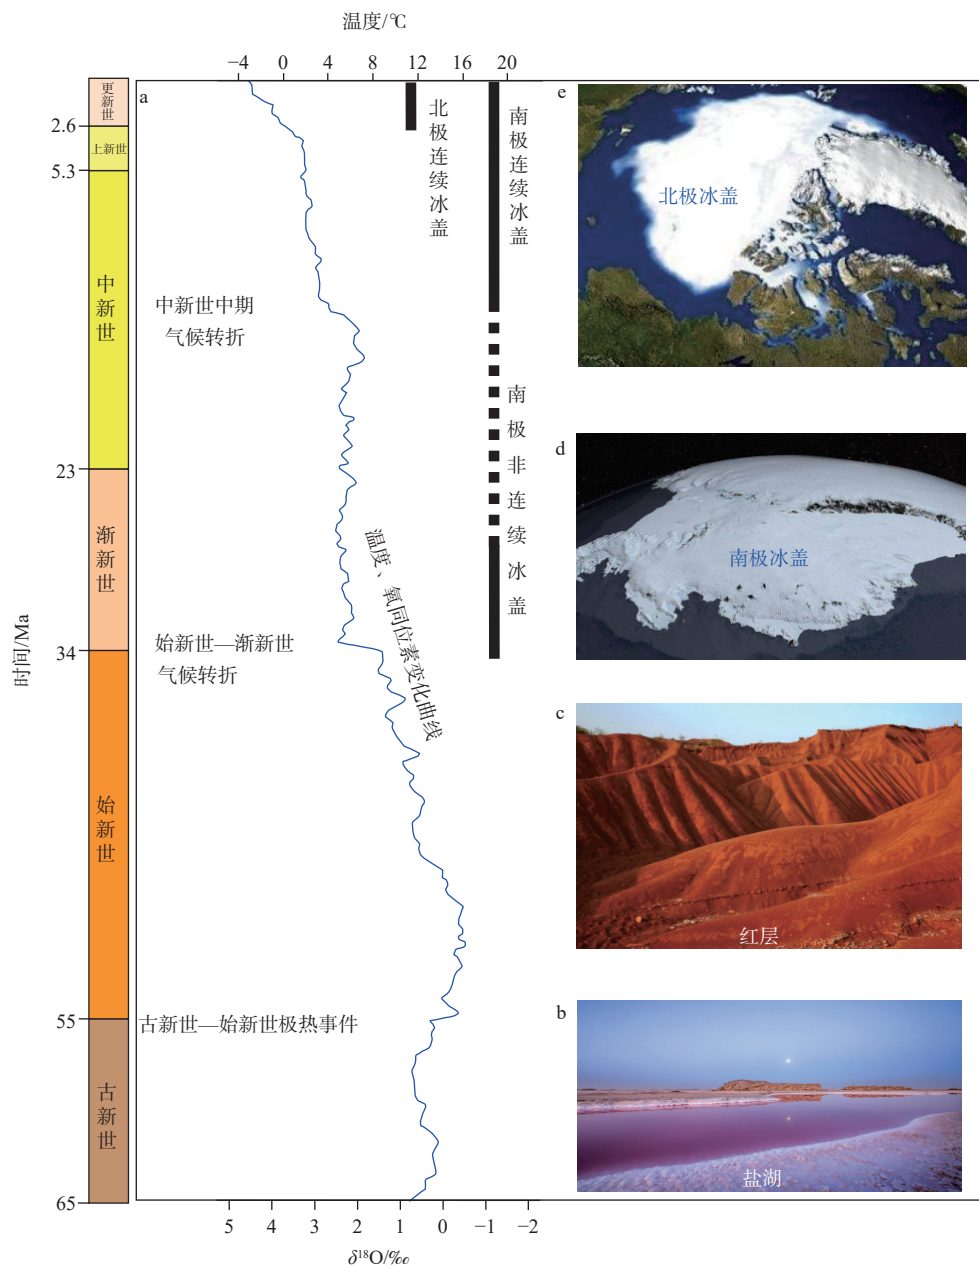 温度/℃
−4 0 4 8 12 16 20
a
更新世
2.6
上新世
5.3
中新世
23
渐新世
34
始新世
55
古新世
65
时间/Ma
北极连续冰盖
南极连续冰盖
南极非连续冰盖
中新世中期
气候转折
温度、氧同位素变化曲线
始新世—渐新世
气候转折
古新世—始新世极热事件
5 4 3 2 1 0 −1 −2
δ¹⁸O/‰
e
北极冰盖
d
南极冰盖
c
红层
b
盐湖